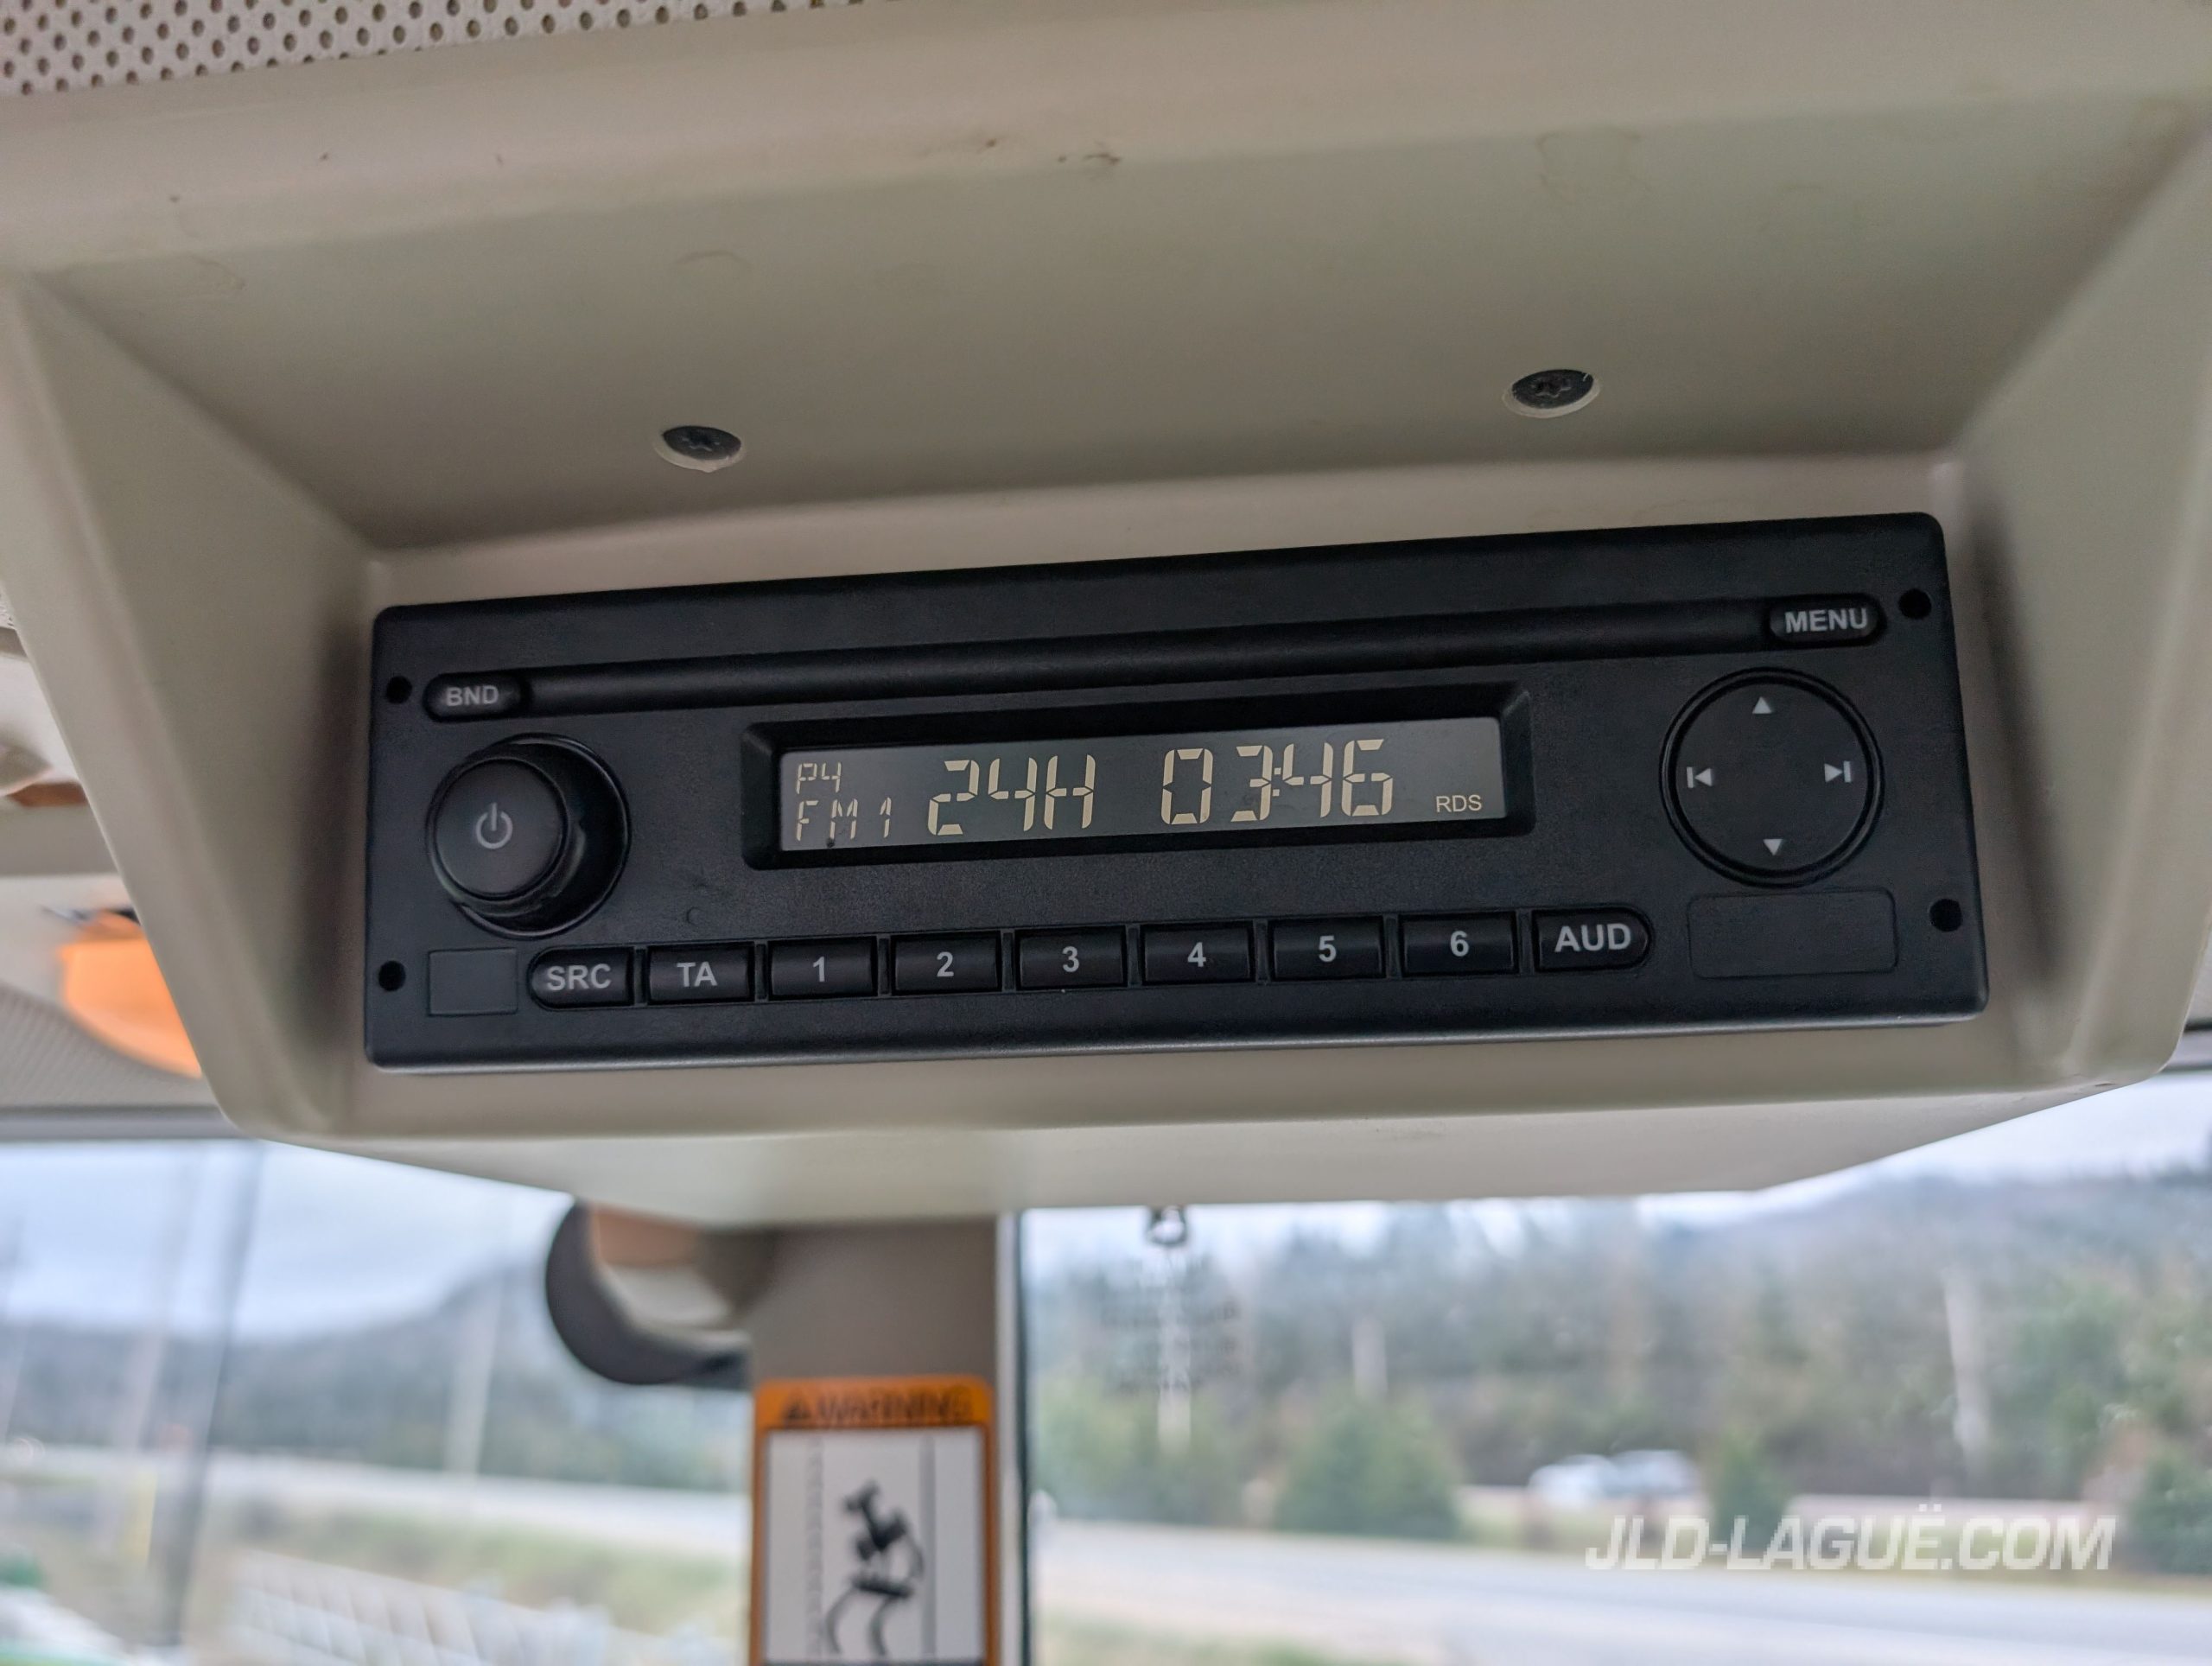 BND
MENU
P4
FM1 24H 03:46 RDS
SRC TA 1 2 3 4 5 6 AUD
WARNING
JLD-LAGUË.COM